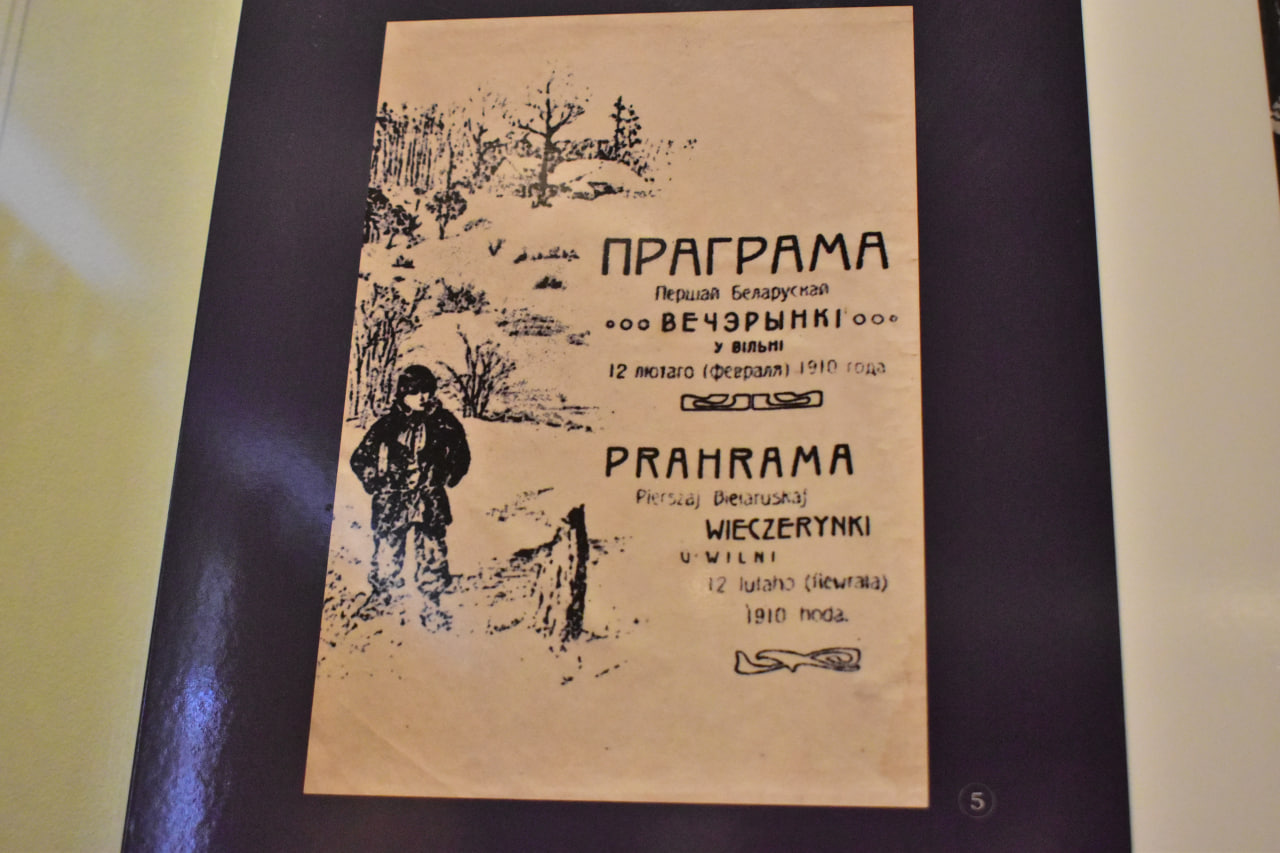 ПРАГРАМА
Першай Беларускай
ВЕЧЭРЫНКІ
У ВІЛЬНІ
12 лютаго (февраля) 1910 года
PRAHRAMA
Pierszaj Biełaruskaj
WIECZERYNKI
U WILNI
12 lutaho (fiewrala)
1910 hoda.
5